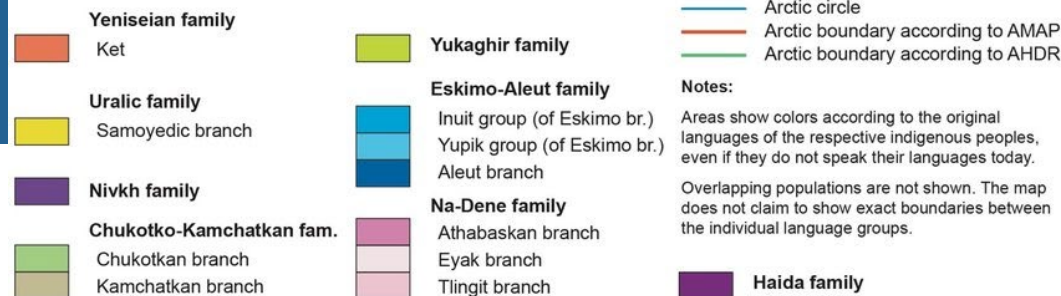 Yeniseian family
Ket
Uralic family
Samoyedic branch
Nivkh family
Chukotko-Kamchatkan fam.
Chukotkan branch
Kamchatkan branch
Yukaghir family
Eskimo-Aleut family
Inuit group (of Eskimo br.)
Yupik group (of Eskimo br.)
Aleut branch
Na-Dene family
Athabaskan branch
Eyak branch
Tlingit branch
Arctic circle
Arctic boundary according to AMAP
Arctic boundary according to AHDR
Notes:
Areas show colors according to the original
languages of the respective indigenous peoples,
even if they do not speak their languages today.
Overlapping populations are not shown. The map
does not claim to show exact boundaries between
the individual language groups.
Haida family